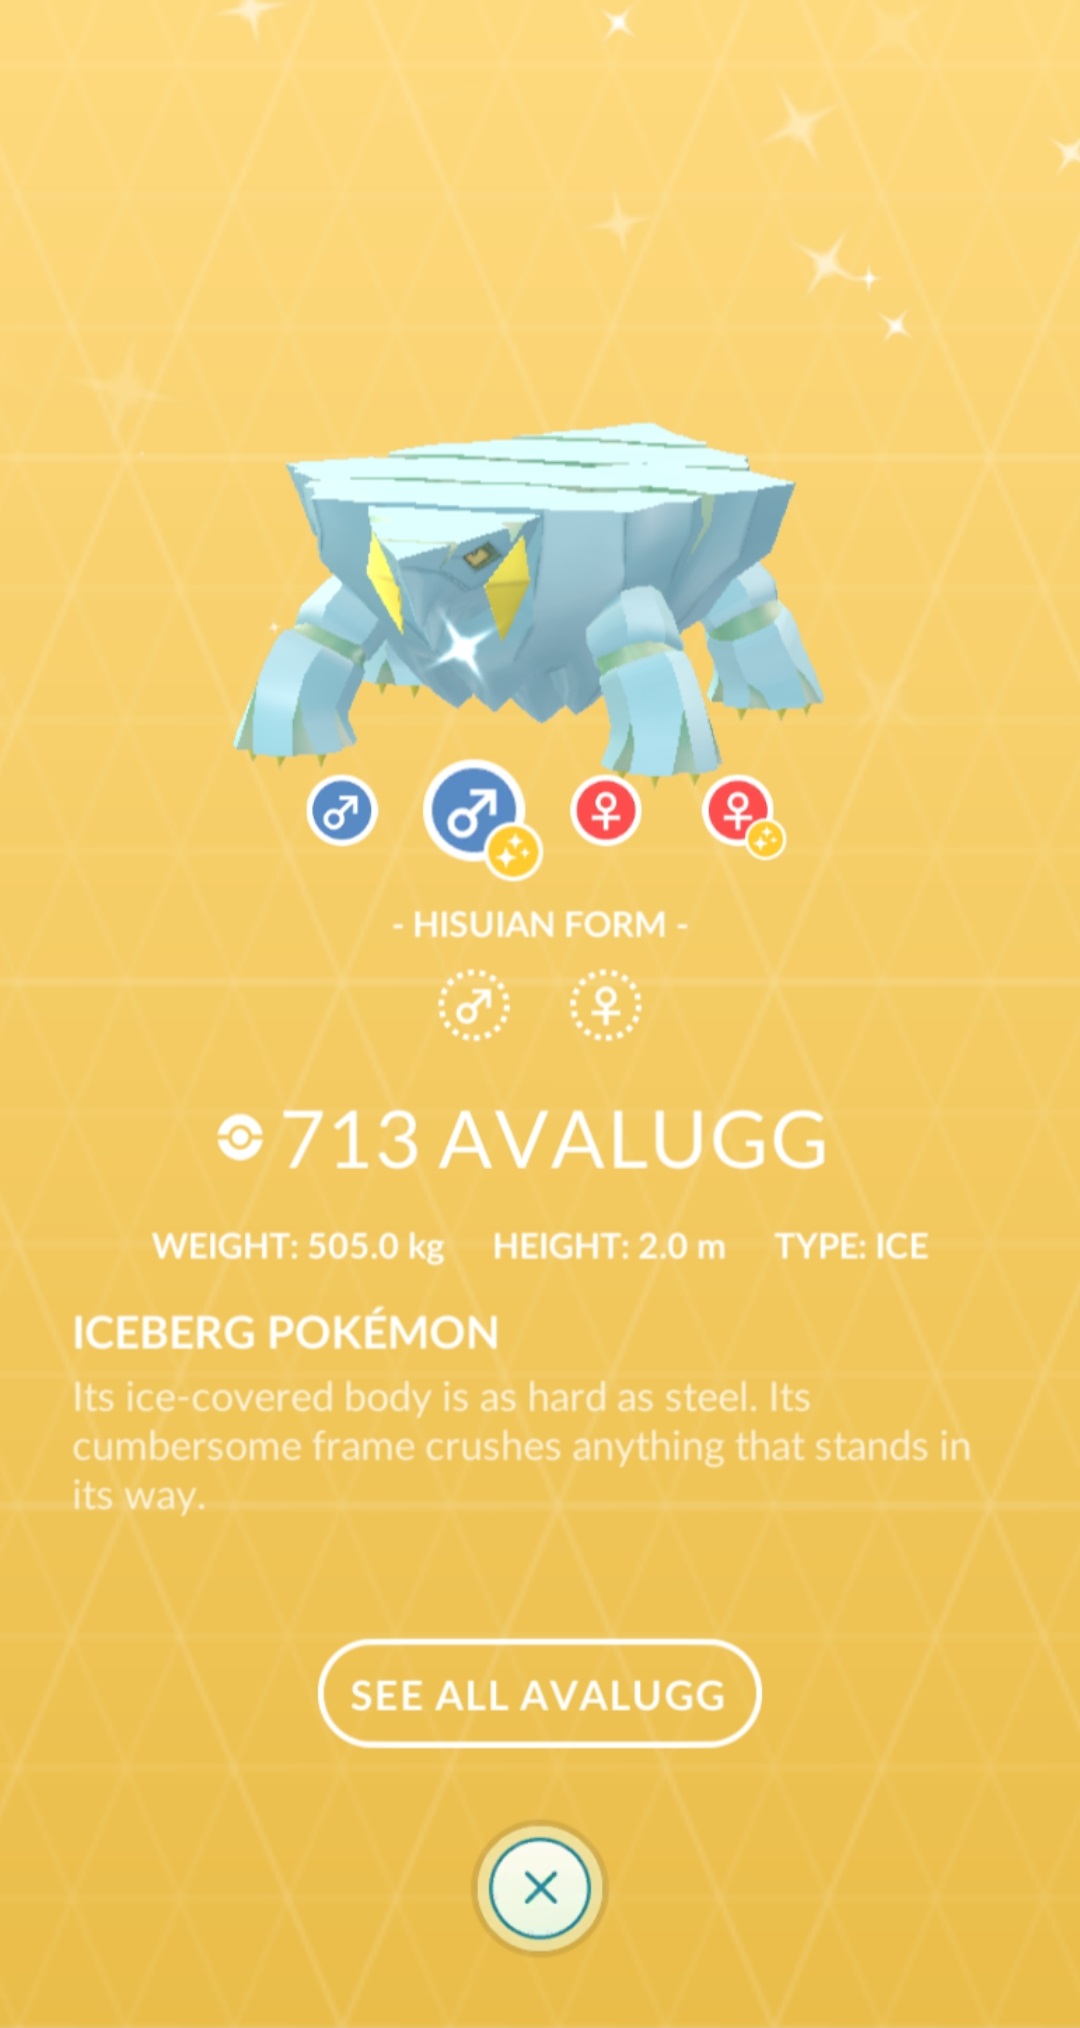 - HISUIAN FORM -
713 AVALUGG
WEIGHT: 505.0 kg HEIGHT: 2.0 m TYPE: ICE
ICEBERG POKÉMON
Its ice-covered body is as hard as steel. Its
cumbersome frame crushes anything that stands in
its way.
SEE ALL AVALUGG